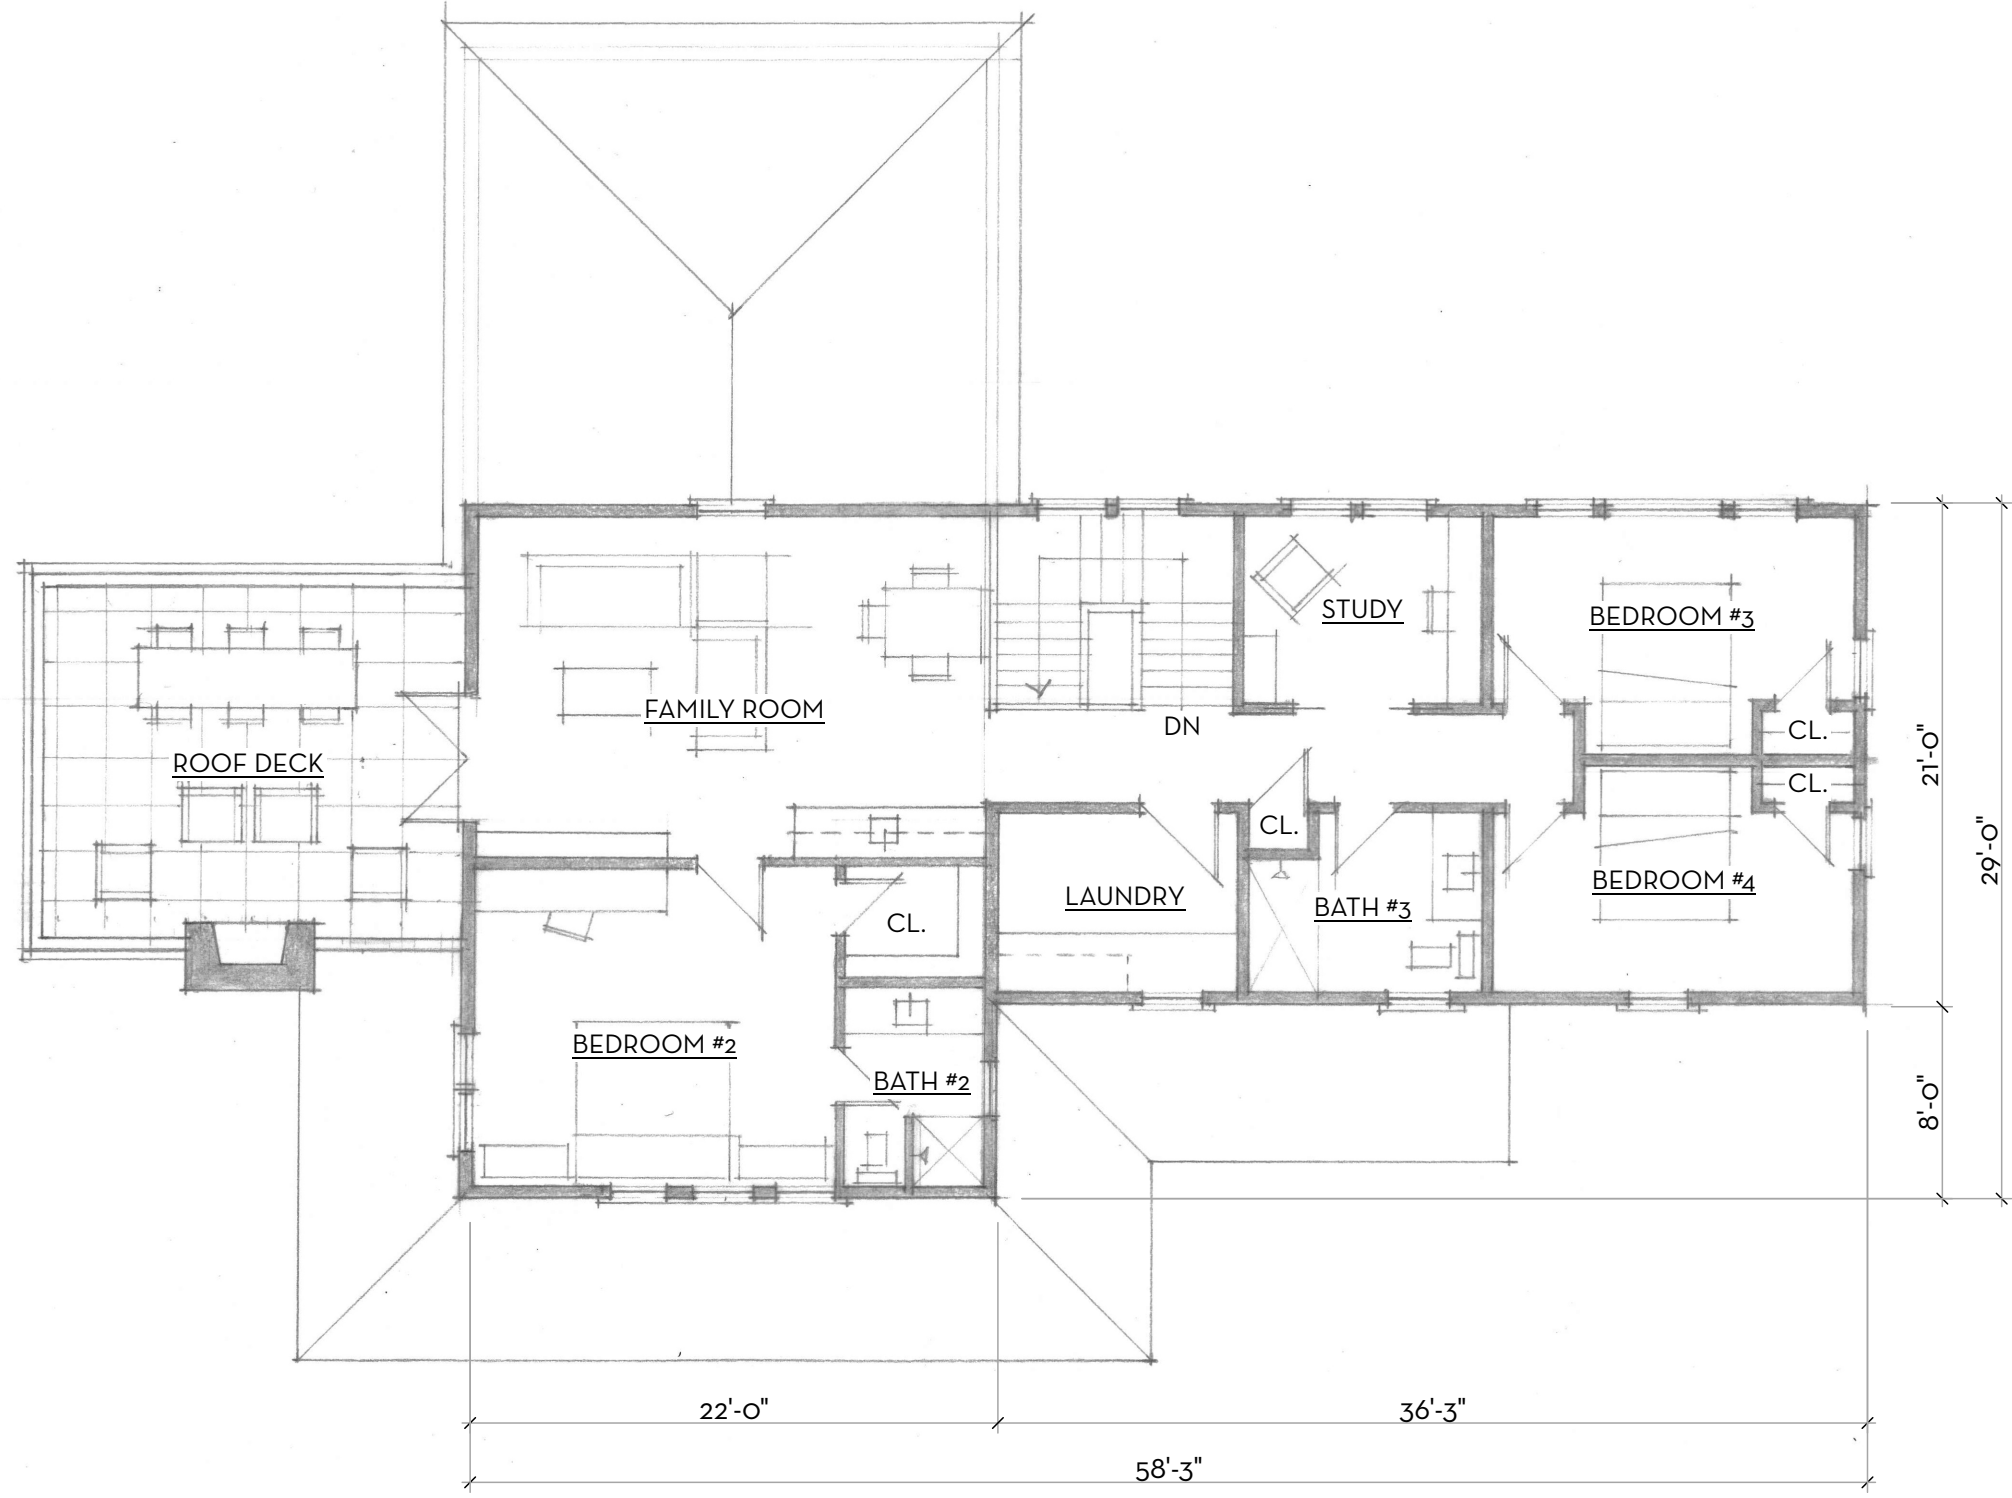 STUDY
BEDROOM #3
FAMILY ROOM
DN
CL.
ROOF DECK
CL.
21'-0"
CL.
29'-0"
BEDROOM #4
LAUNDRY
BATH #3
CL.
BEDROOM #2
BATH #2
8'-0"
22'-0"
36'-3"
58'-3"